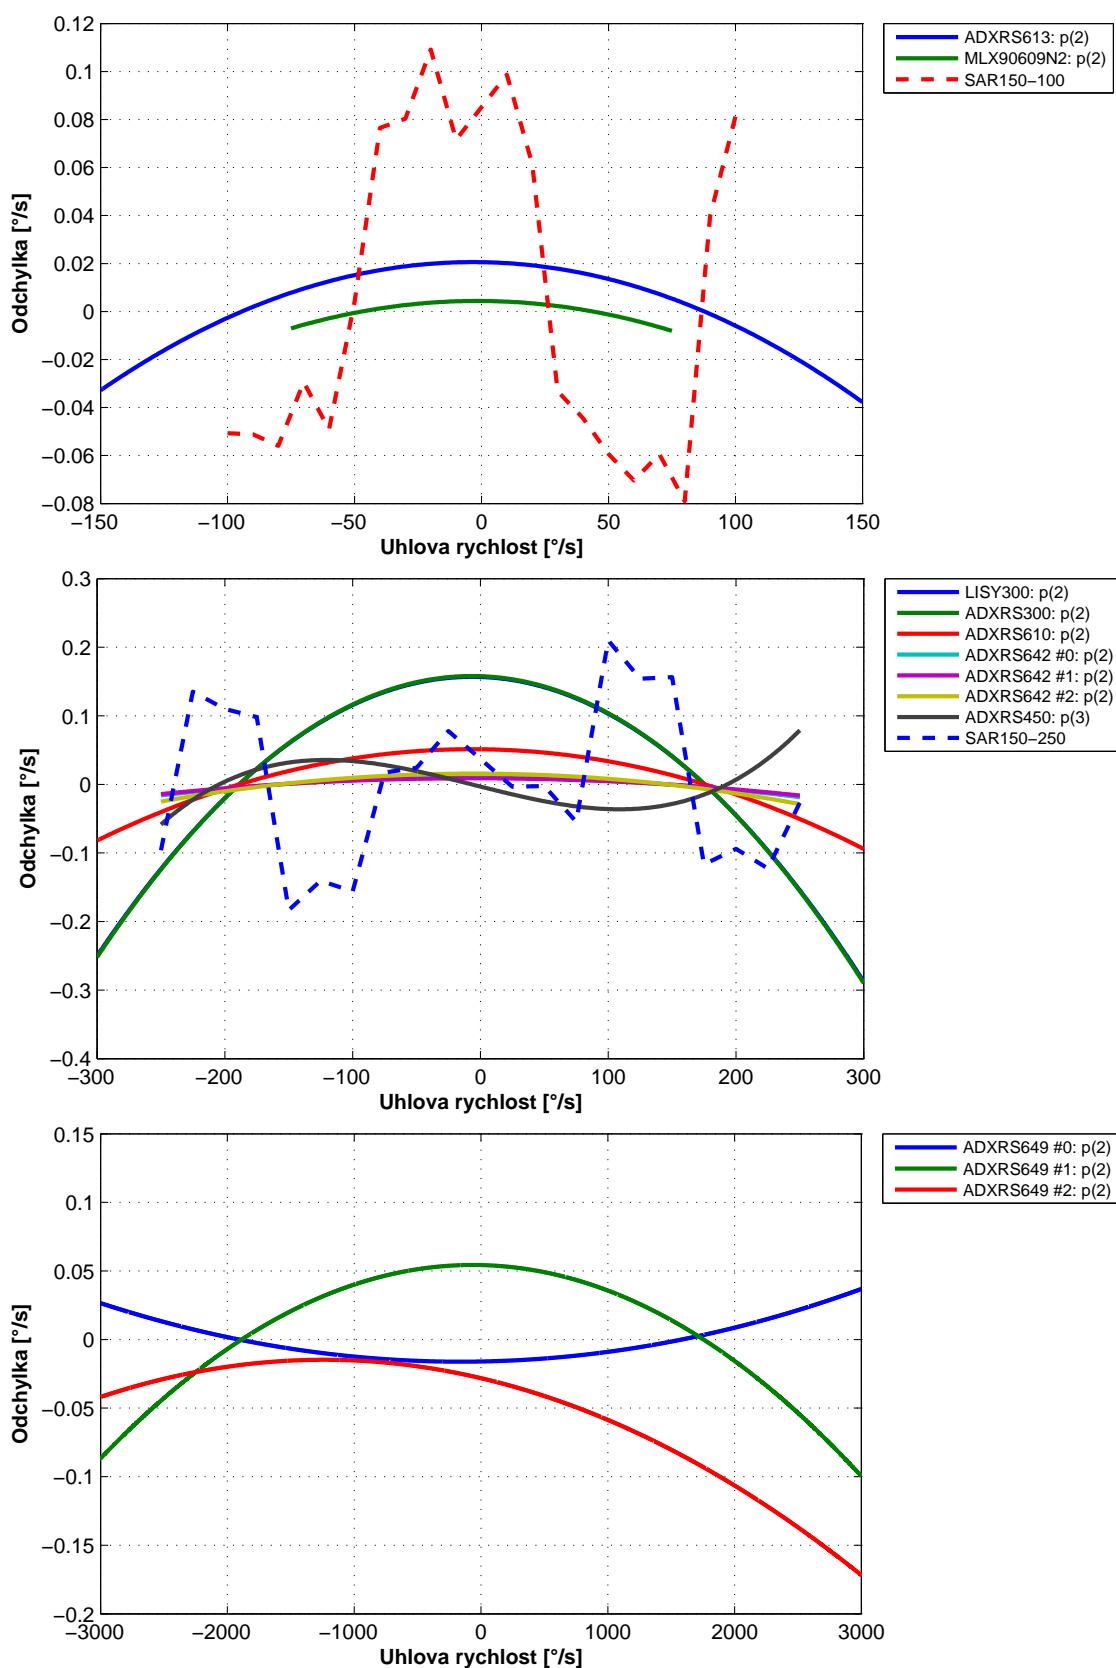 0.12
0.1
0.08
0.06
0.04
0.02
0
−0.02
−0.04
−0.06
−0.08
Odchylka [°/s]
−150 −100 −50 0 50 100 150
Uhlova rychlost [°/s]
ADXRS613: p(2)
MLX90609N2: p(2)
SAR150−100
0.3
0.2
0.1
0
−0.1
−0.2
−0.3
−0.4
Odchylka [°/s]
−300 −200 −100 0 100 200 300
Uhlova rychlost [°/s]
LISY300: p(2)
ADXRS300: p(2)
ADXRS610: p(2)
ADXRS642 #0: p(2)
ADXRS642 #1: p(2)
ADXRS642 #2: p(2)
ADXRS450: p(3)
SAR150−250
0.15
0.1
0.05
0
−0.05
−0.1
−0.15
−0.2
Odchylka [°/s]
−3000 −2000 −1000 0 1000 2000 3000
Uhlova rychlost [°/s]
ADXRS649 #0: p(2)
ADXRS649 #1: p(2)
ADXRS649 #2: p(2)